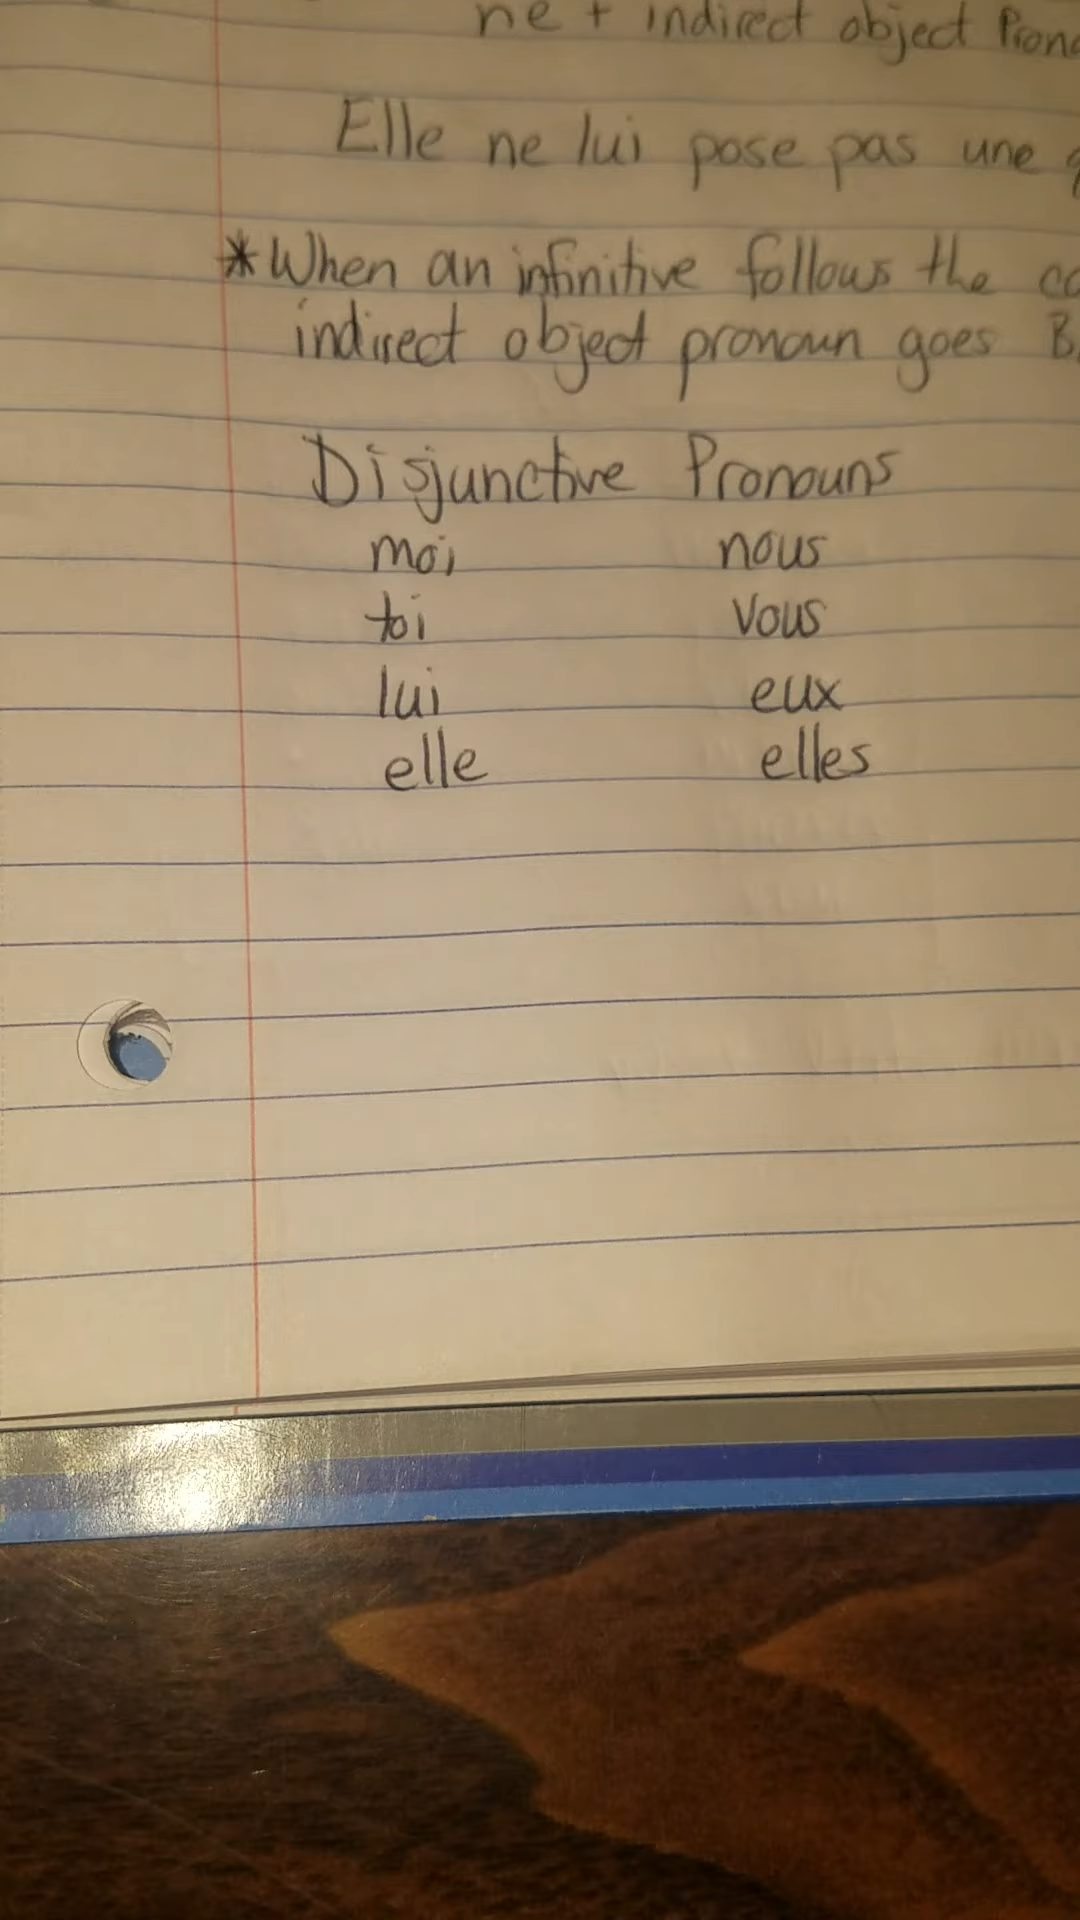 ne + indirect object
Elle ne lui pose pas une
*When an infinitive follows the
indirect object pronoun goes
Disjunctive Pronouns
moi nous
toi vous
lui eux
elle elles